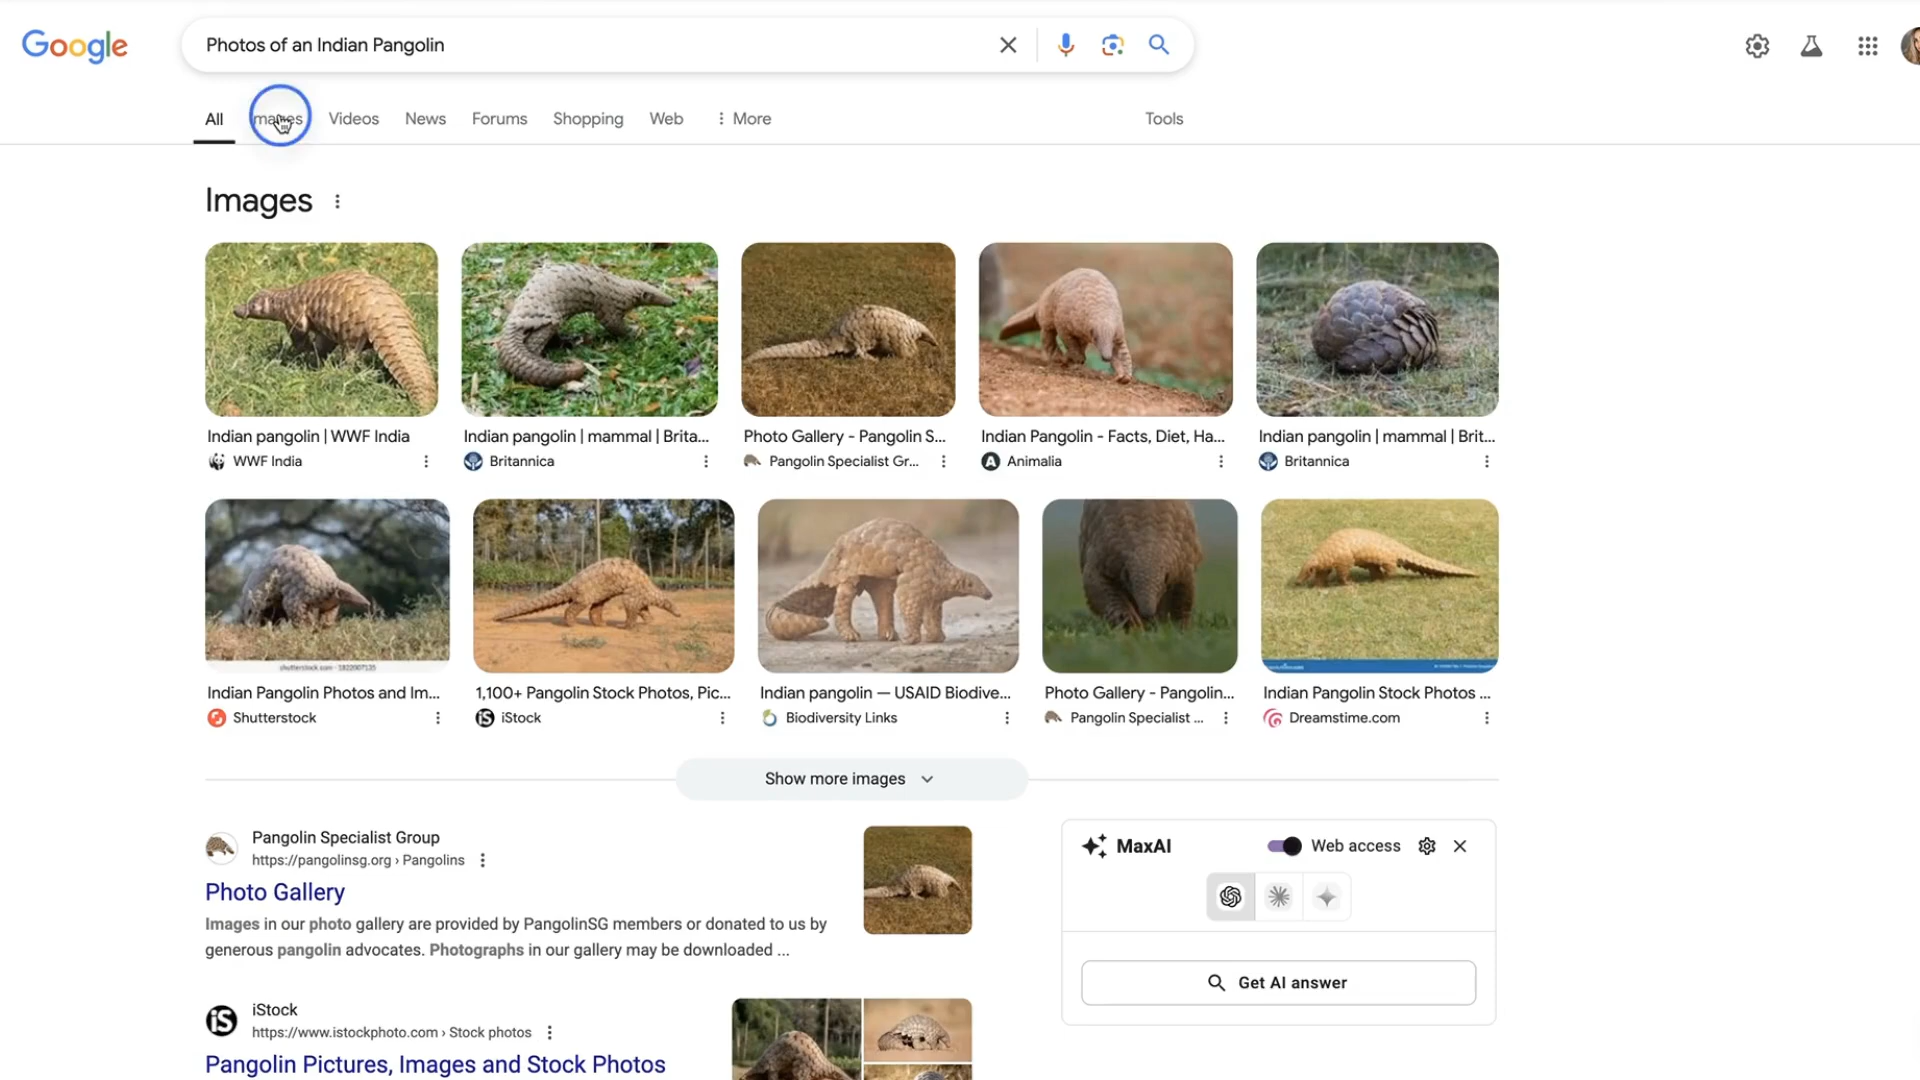 Google
Photos of an Indian Pangolin
All
Videos
News
Forums
Shopping
Web
More
Tools
Images
Indian pangolin | WWF India
WWF India
Indian pangolin | mammal | Brita...
Britannica
Photo Gallery - Pangolin S...
Pangolin Specialist Gr...
Indian Pangolin - Facts, Diet, Ha...
Animalia
Indian pangolin | mammal | Brit...
Britannica
shutterstock.com · 1822007135
Indian Pangolin Photos and Im...
Shutterstock
1,100+ Pangolin Stock Photos, Pic...
iS
iStock
Indian pangolin — USAID Biodive...
Biodiversity Links
Photo Gallery - Pangolin...
Pangolin Specialist ...
Indian Pangolin Stock Photos ...
Dreamstime.com
Show more images
Pangolin Specialist Group
https://pangolinsg.org › Pangolins
Photo Gallery
Images in our photo gallery are provided by PangolinSG members or donated to us by
generous pangolin advocates. Photographs in our gallery may be downloaded ...
MaxAI
Web access
Get AI answer
iS
iStock
https://www.istockphoto.com › Stock photos
Pangolin Pictures, Images and Stock Photos